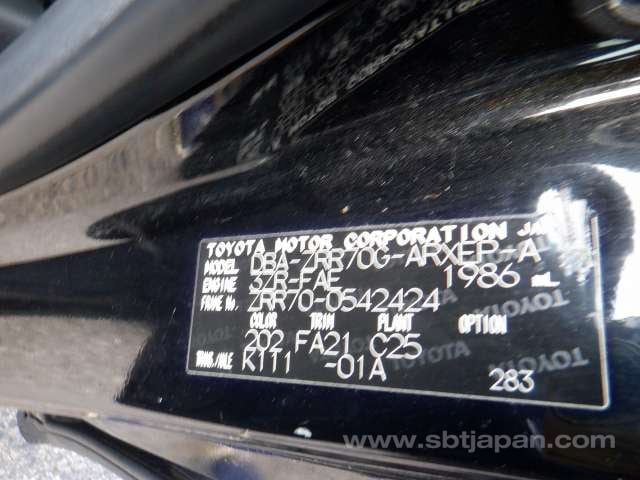 TOYOTA MOTOR CORPORATION JA
MODEL DBA-ZRR70G-ARXEP-A
ENGINE 3ZR-FAE 1986 mL
FRAME No. ZRR70-0542424
COLOR TRIM PLANT OPTION
202 FA21 C25
TRANS./AXLE K111 -01A
283
www.sbtjapan.com